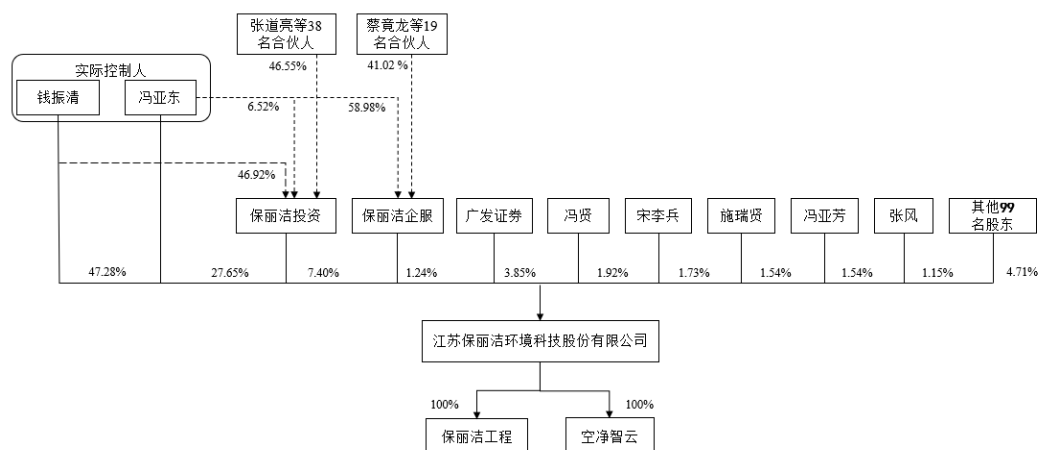 张道亮等38
名合伙人
蔡竟龙等19
名合伙人
46.55%
41.02 %
实际控制人
钱振清
冯亚东
6.52%
58.98%
46.92%
保丽洁投资
保丽洁企服
广发证券
冯贤
宋李兵
施瑞贤
冯亚芳
张风
其他99
名股东
47.28%
27.65%
7.40%
1.24%
3.85%
1.92%
1.73%
1.54%
1.54%
1.15%
4.71%
江苏保丽洁环境科技股份有限公司
100%
100%
保丽洁工程
空净智云